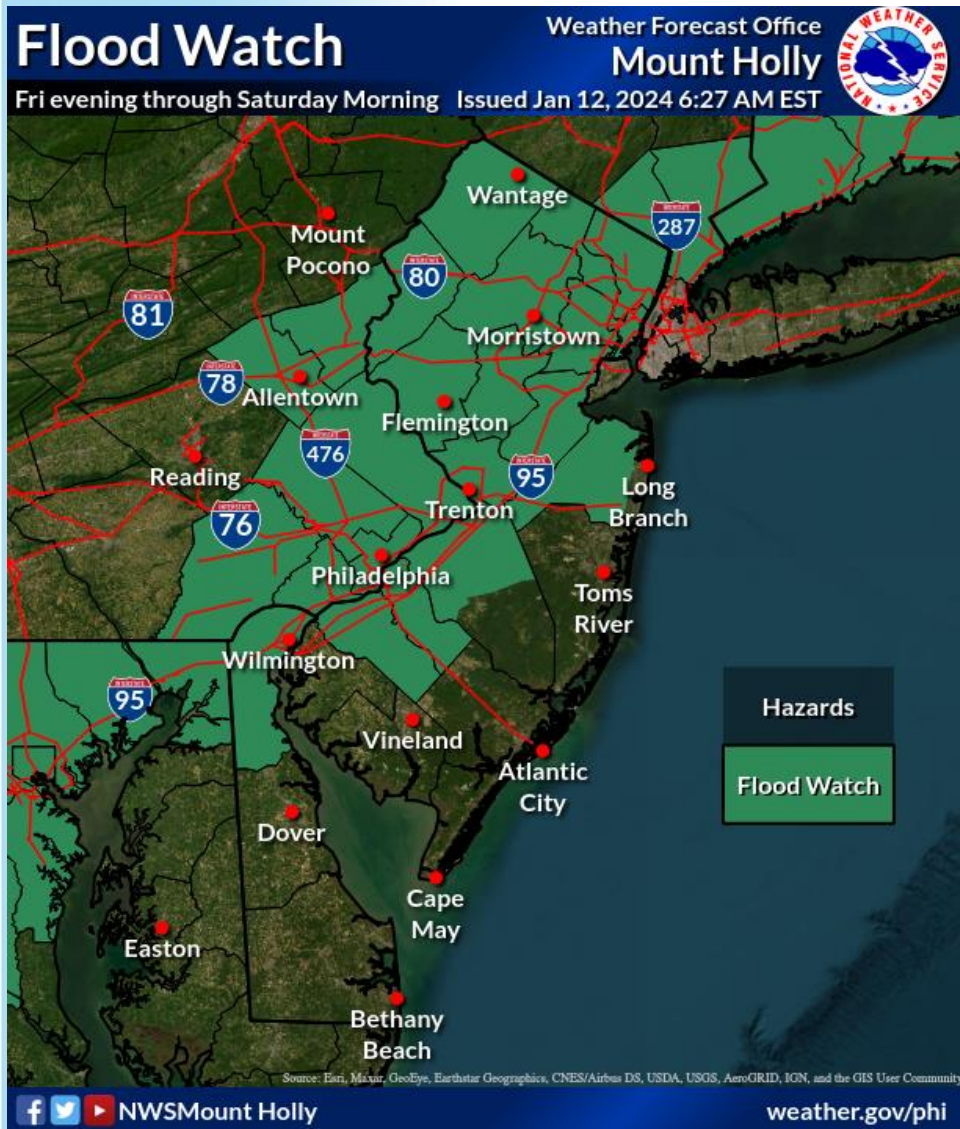 Flood Watch
Weather Forecast Office
Mount Holly
Fri evening through Saturday Morning
Issued Jan 12, 2024 6:27 AM EST
NATIONAL WEATHER SERVICE
Wantage
287
Mount
Pocono
80
81
Morristown
78
Allentown
Flemington
476
Reading
INTERSTATE
76
95
Trenton
Long
Branch
Philadelphia
Toms
River
Wilmington
95
Hazards
Vineland
Flood Watch
Atlantic
City
Dover
Cape
May
Easton
Bethany
Beach
Source: Esri, Maxar, GeoEye, Earthstar Geographics, CNES/Airbus DS, USDA, USGS, AeroGRID, IGN, and the GIS User Community
NWSMount Holly
weather.gov/phi